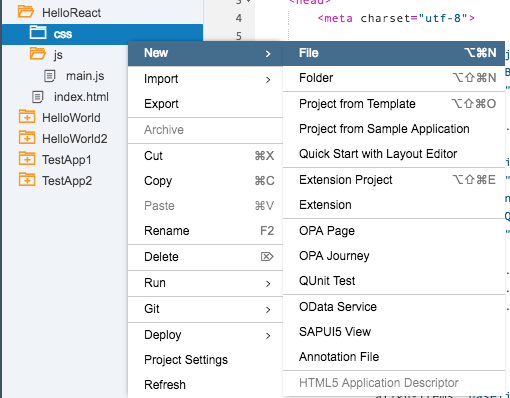 HelloReact
css
js
main.js
index.html
HelloWorld
HelloWorld2
TestApp1
TestApp2
3
4
5
<head>
<meta charset="utf-8">
New >
Import >
Export
Archive
Cut ⌘X
Copy ⌘C
Paste ⌘V
Rename F2
Delete ⌦
Run >
Git >
Deploy >
Project Settings
Refresh
File ⌥⌘N
Folder ⌥⇧⌘N
Project from Template ⌥⇧⌘O
Project from Sample Application
Quick Start with Layout Editor
Extension Project ⌥⇧⌘E
Extension
OPA Page
OPA Journey
QUnit Test
OData Service
SAPUI5 View
Annotation File
HTML5 Application Descriptor